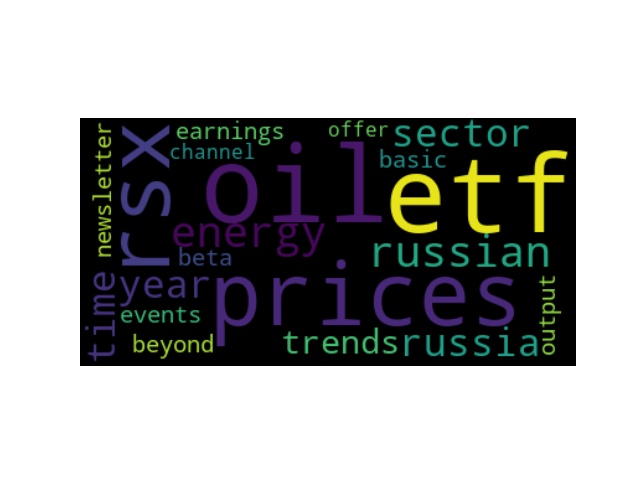 newsletter
rsx
earnings
channel
offer
sector
basic
oil
etf
energy
beta
russian
time
year
prices
events
beyond
trends
russia
output